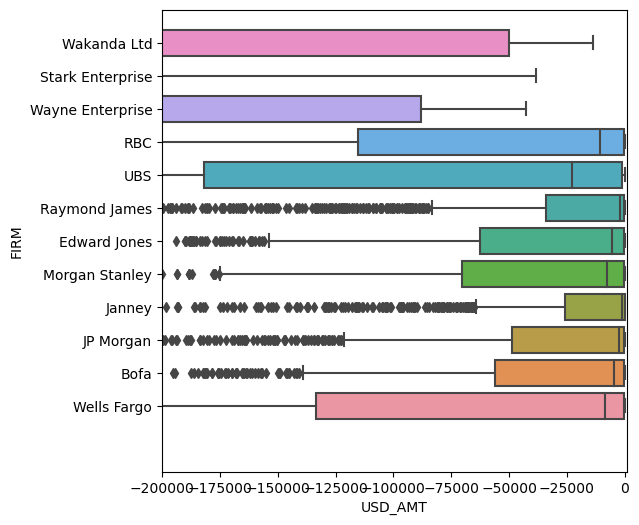 Wakanda Ltd
Stark Enterprise
Wayne Enterprise
RBC
UBS
Raymond James
Edward Jones
Morgan Stanley
Janney
JP Morgan
Bofa
Wells Fargo
FIRM
−200000 −175000 −150000 −125000 −100000 −75000 −50000 −25000 0
USD_AMT